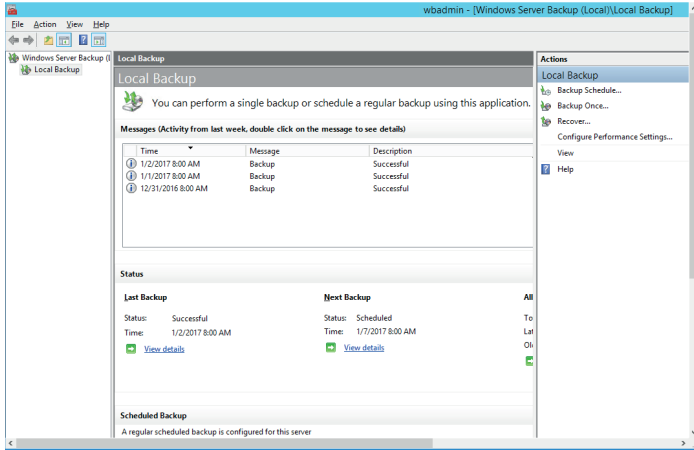 wbadmin - [Windows Server Backup (Local)\Local Backup]
File Action View Help
Windows Server Backup (l
Local Backup
Local Backup
Local Backup
You can perform a single backup or schedule a regular backup using this application.
Messages (Activity from last week, double click on the message to see details)
Time Message Description
1/2/2017 8:00 AM Backup Successful
1/1/2017 8:00 AM Backup Successful
12/31/2016 8:00 AM Backup Successful
Status
Last Backup
Status: Successful
Time: 1/2/2017 8:00 AM
View details
Next Backup
Status: Scheduled
Time: 1/7/2017 8:00 AM
View details
All
To
Lat
Scheduled Backup
A regular scheduled backup is configured for this server
Actions
Local Backup
Backup Schedule...
Backup Once...
Recover...
Configure Performance Settings...
View
Help